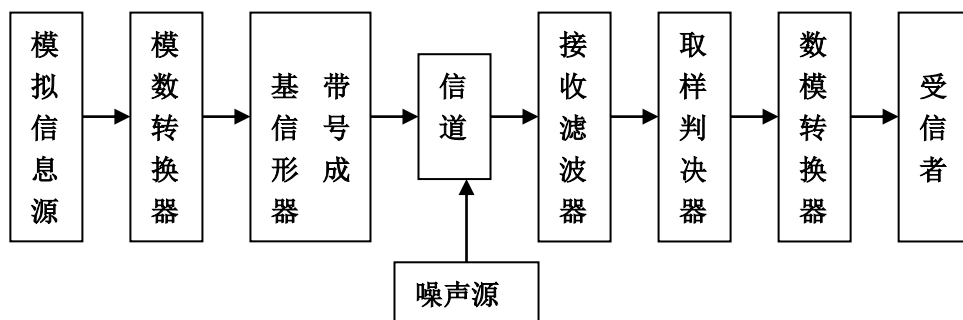 模拟信息源
模数转换器
基带
信号
形成
器
信道
接收滤波器
取样判决器
数模转换器
受信者
噪声源